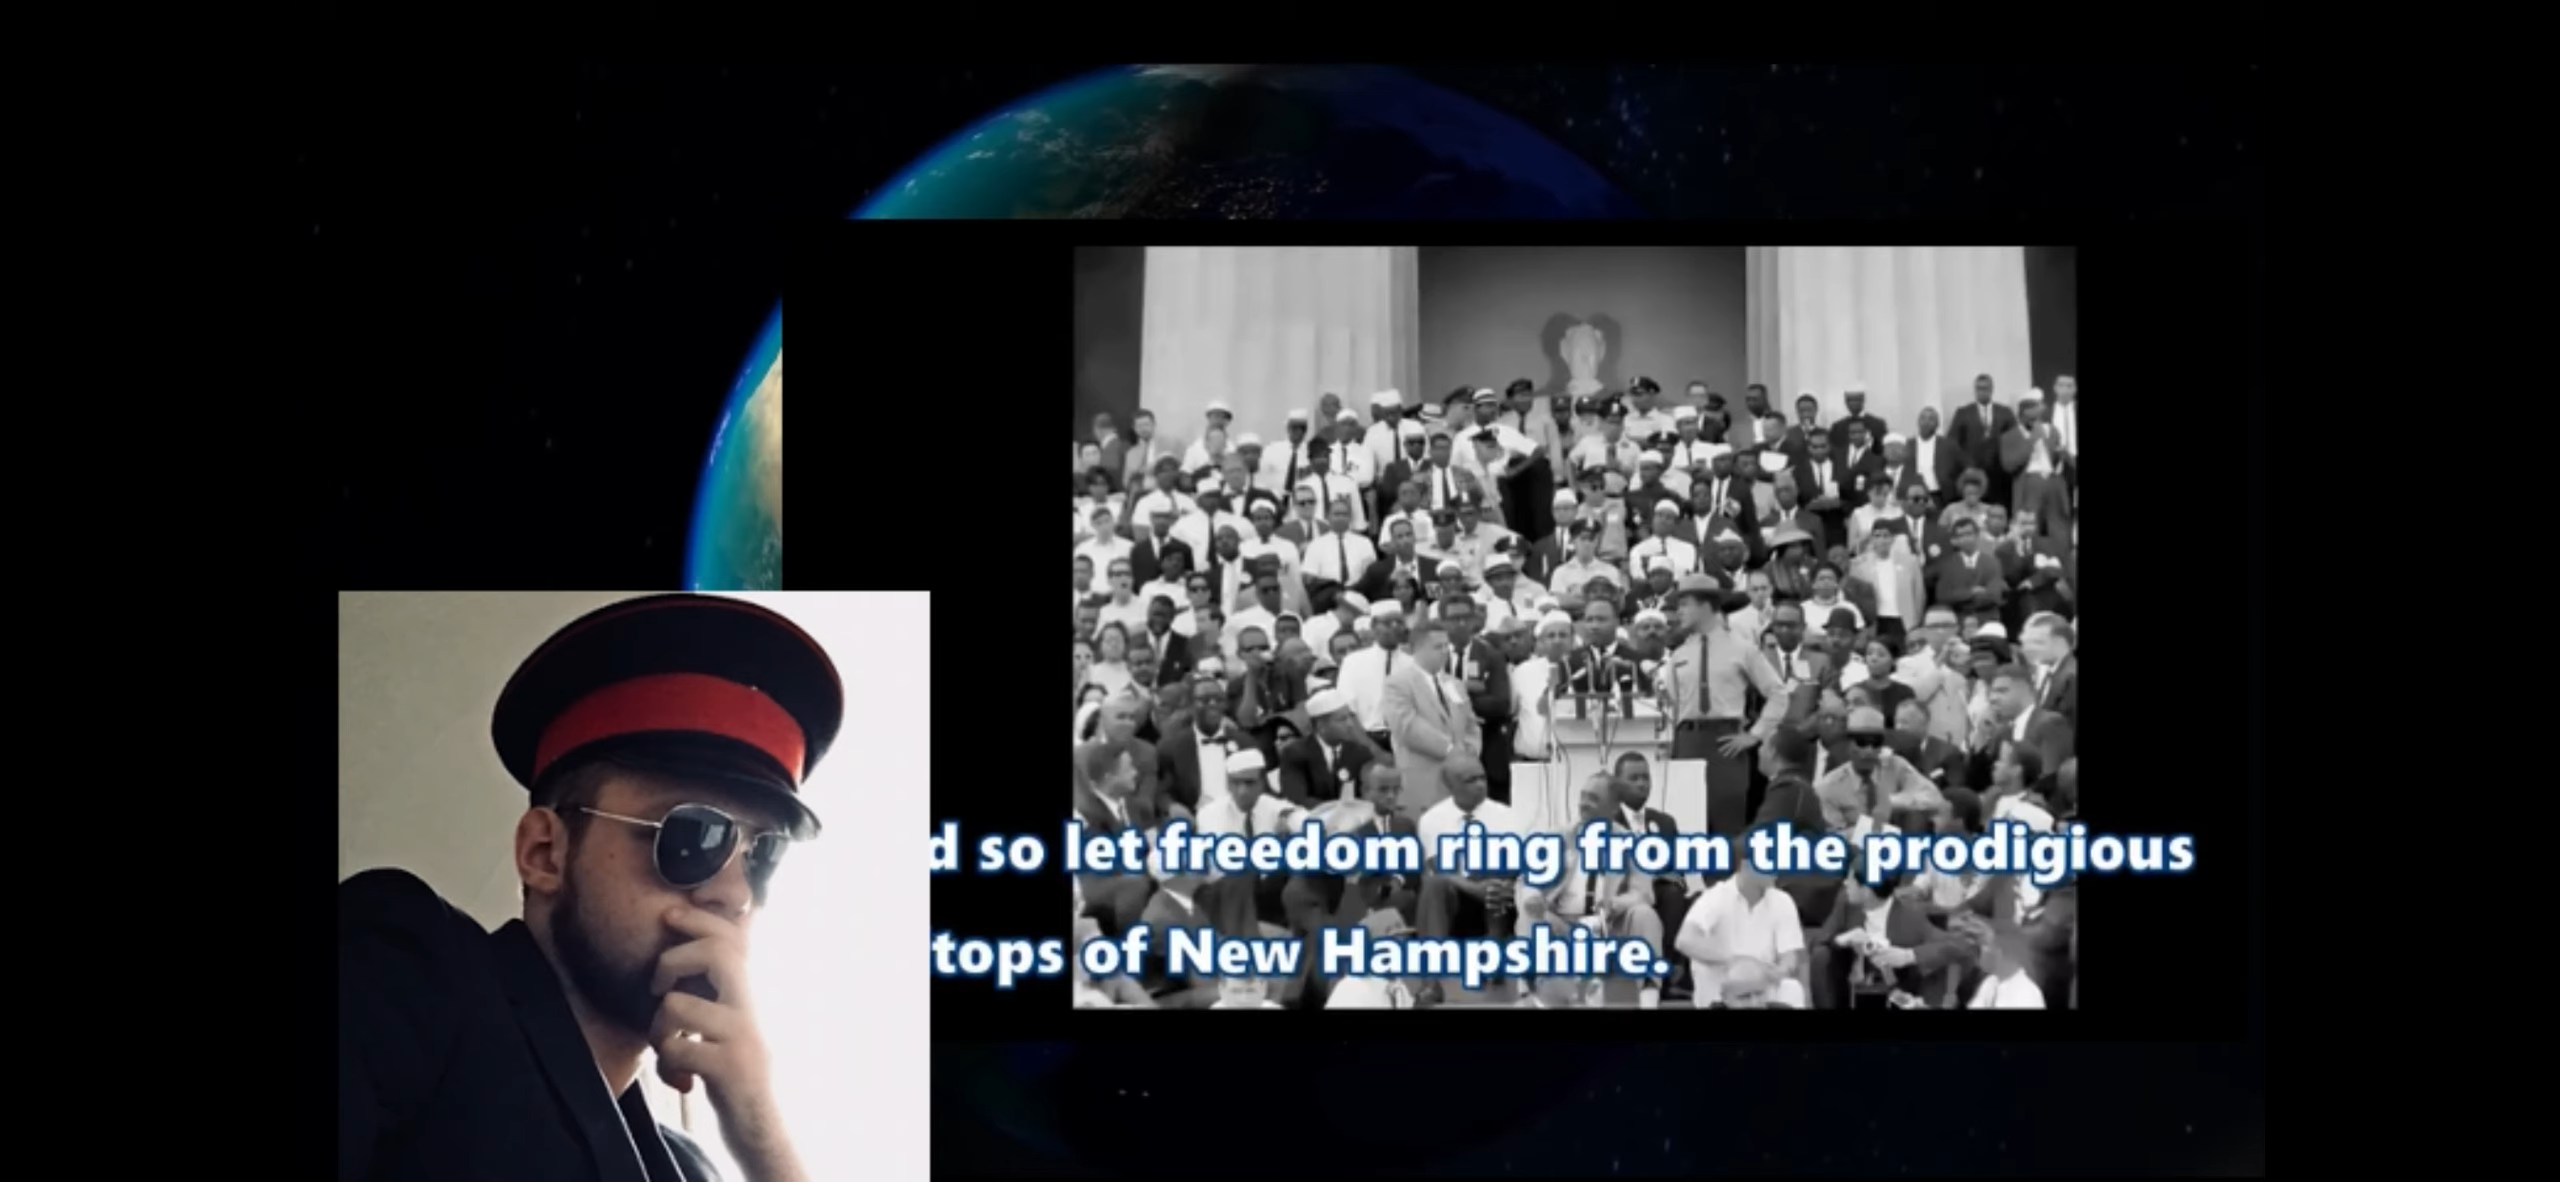 d so let freedom ring from the prodigious
tops of New Hampshire.